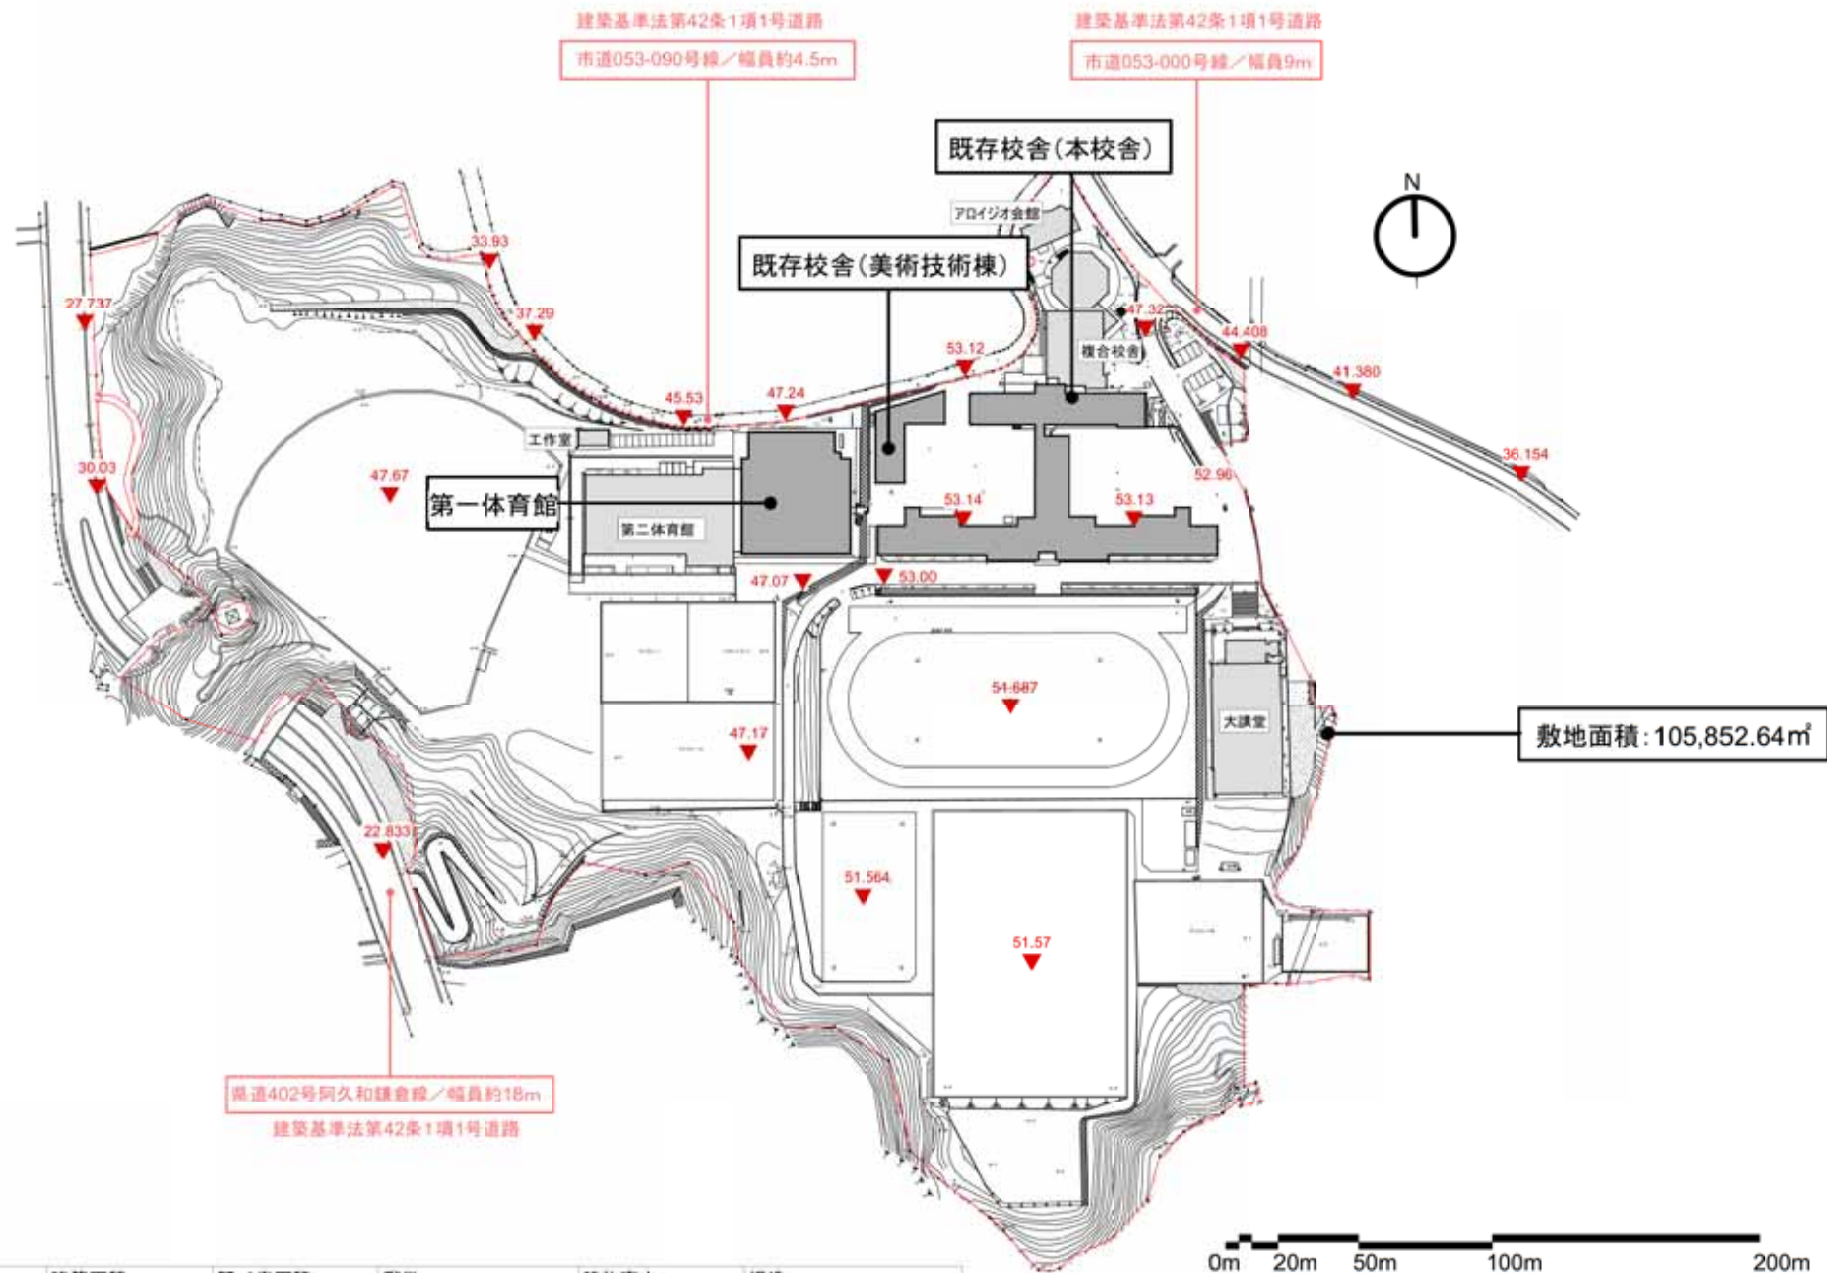 建築基準法第42条1項1号道路
市道053-090号線／幅員約4.5m
建築基準法第42条1項1号道路
市道053-000号線／幅員9m
既存校舎（本校舎）
N
アロイジオ会館
既存校舎（美術技術棟）
33.93
27.737
37.29
47.32
44.408
複合校舎
53.12
41.380
45.53
47.24
工作室
36.154
30.03
47.67
52.96
第一体育館
53.14
53.13
第二体育館
47.07
53.00
51.687
大講堂
敷地面積：105,852.64㎡
47.17
22.833
51.564
51.57
県道402号阿久和鎌倉線／幅員約18m
建築基準法第42条1項1号道路
0m 20m 50m 100m 200m